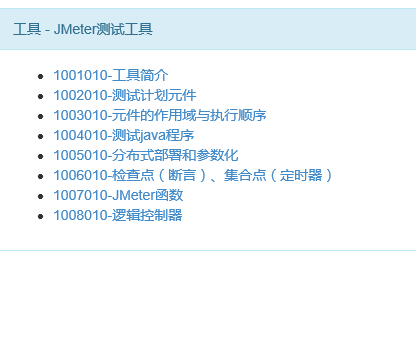 工具 - JMeter测试工具
1001010-工具简介
1002010-测试计划元件
1003010-元件的作用域与执行顺序
1004010-测试java程序
1005010-分布式部署和参数化
1006010-检查点（断言）、集合点（定时器）
1007010-JMeter函数
1008010-逻辑控制器